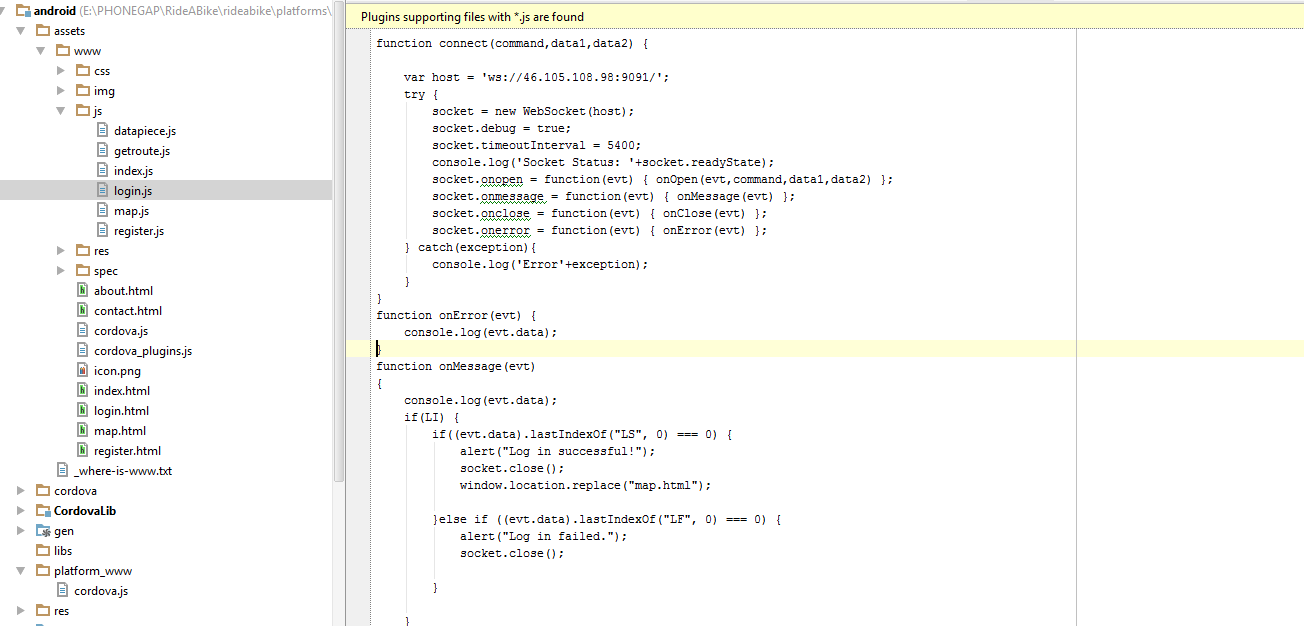 android (E:\PHONEGAP\RideABike\rideabike\platforms\
assets
www
css
img
js
datapiece.js
getroute.js
index.js
login.js
map.js
register.js
res
spec
about.html
contact.html
cordova.js
cordova_plugins.js
icon.png
index.html
login.html
map.html
register.html
_where-is-www.txt
cordova
CordovaLib
gen
libs
platform_www
cordova.js
res
Plugins supporting files with *.js are found
function connect(command,data1,data2) {
var host = 'ws://46.105.108.98:9091/';
try {
socket = new WebSocket(host);
socket.debug = true;
socket.timeoutInterval = 5400;
console.log('Socket Status: '+socket.readyState);
socket.onopen = function(evt) { onOpen(evt,command,data1,data2) };
socket.onmessage = function(evt) { onMessage(evt) };
socket.onclose = function(evt) { onClose(evt) };
socket.onerror = function(evt) { onError(evt) };
} catch(exception){
console.log('Error'+exception);
}
}
function onError(evt) {
console.log(evt.data);
}
function onMessage(evt)
{
console.log(evt.data);
if(LI) {
if((evt.data).lastIndexOf("LS", 0) === 0) {
alert("Log in successful!");
socket.close();
window.location.replace("map.html");
}else if ((evt.data).lastIndexOf("LF", 0) === 0) {
alert("Log in failed.");
socket.close();
}
}